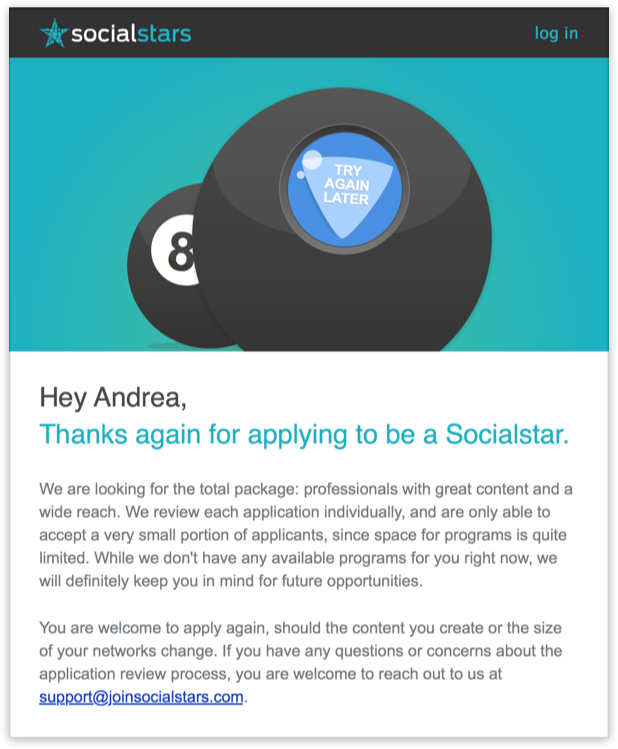 socialstars
log in
TRY
AGAIN
LATER
8
Hey Andrea,
Thanks again for applying to be a Socialstar.
We are looking for the total package: professionals with great content and a
wide reach. We review each application individually, and are only able to
accept a very small portion of applicants, since space for programs is quite
limited. While we don't have any available programs for you right now, we
will definitely keep you in mind for future opportunities.
You are welcome to apply again, should the content you create or the size
of your networks change. If you have any questions or concerns about the
application review process, you are welcome to reach out to us at
support@joinsocialstars.com.